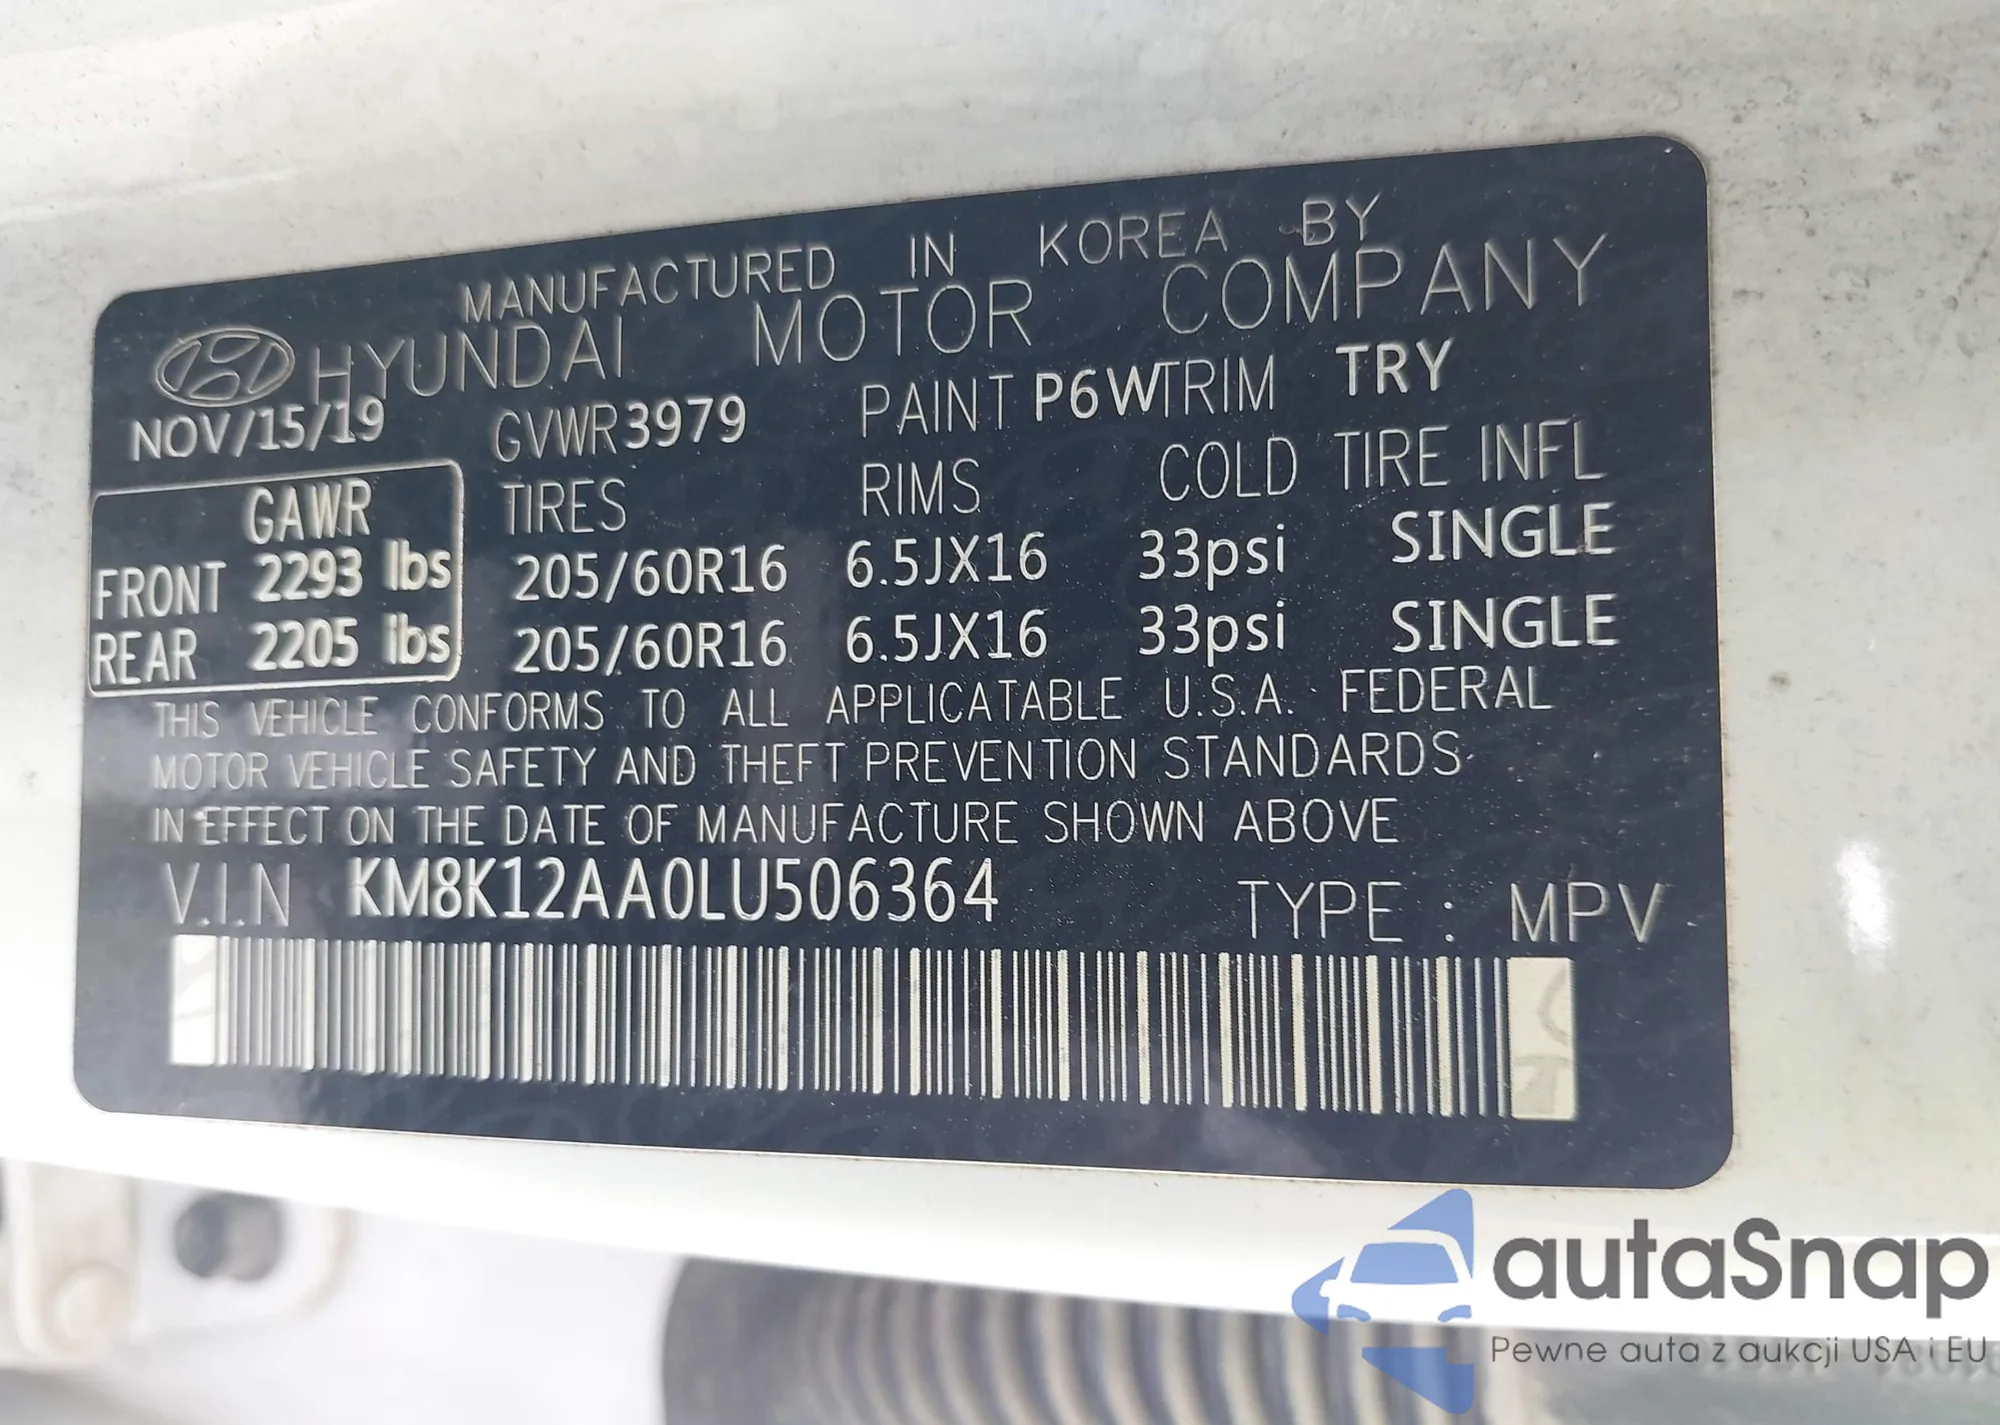 MANUFACTURED IN KOREA BY
HYUNDAI MOTOR COMPANY
NOV/15/19 GVWR 3979 PAINT P6W TRIM TRY
GAWR TIRES RIMS COLD TIRE INFL
FRONT 2293 lbs 205/60R16 6.5JX16 33psi SINGLE
REAR 2205 lbs 205/60R16 6.5JX16 33psi SINGLE
THIS VEHICLE CONFORMS TO ALL APPLICATABLE U.S.A. FEDERAL
MOTOR VEHICLE SAFETY AND THEFT PREVENTION STANDARDS
IN EFFECT ON THE DATE OF MANUFACTURE SHOWN ABOVE
V.I.N KM8K12AA0LU506364 TYPE : MPV
autaSnap
Pewne auta z aukcji USA i EU